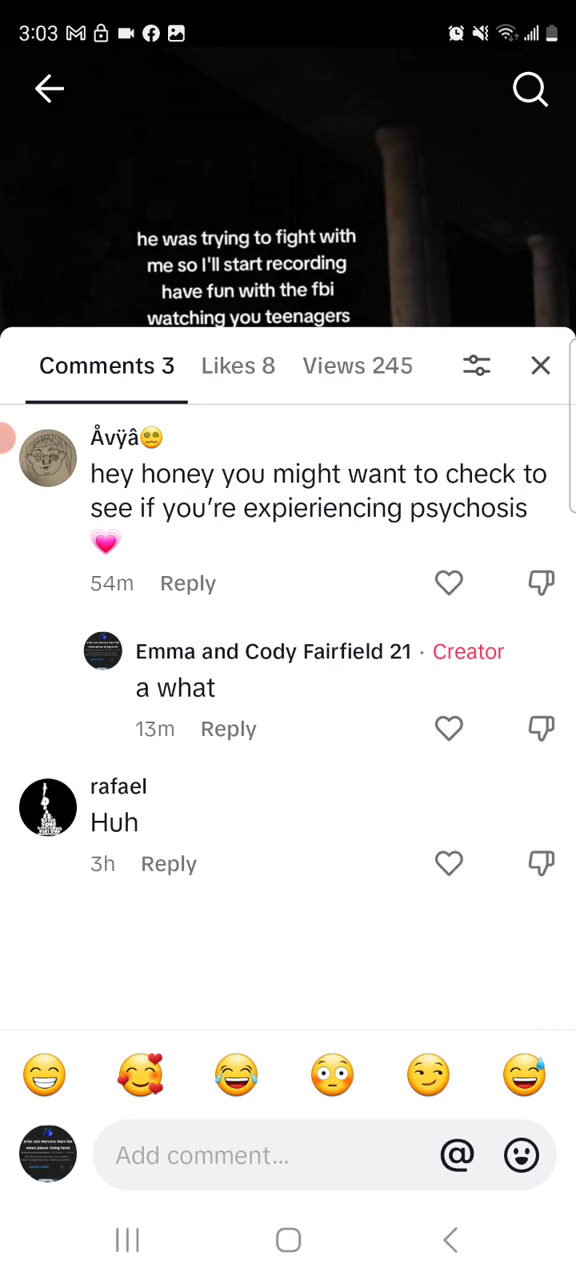 3:03
he was trying to fight with
me so I'll start recording
have fun with the fbi
watching you teenagers
Comments 3 Likes 8 Views 245
Åvÿâ😵‍💫
hey honey you might want to check to
see if you're expieriencing psychosis
💗
54m Reply
Emma and Cody Fairfield 21 · Creator
a what
13m Reply
rafael
Huh
3h Reply
Add comment... @